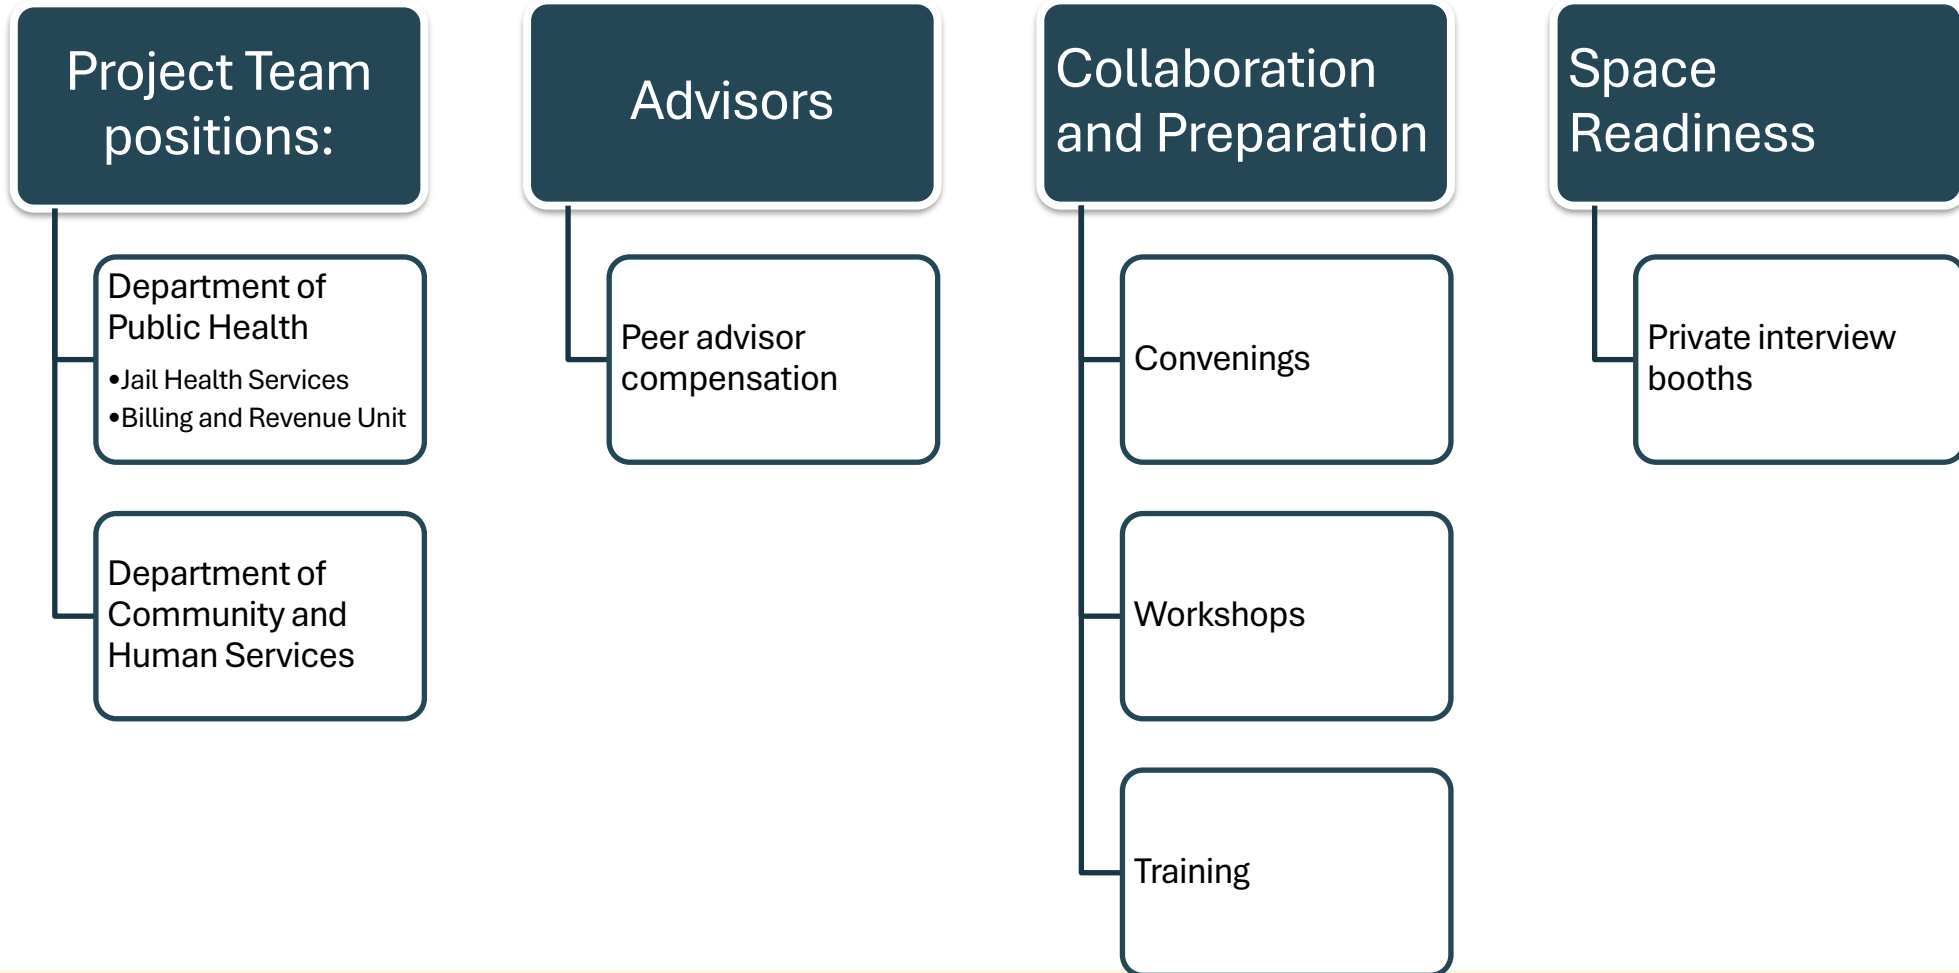 Project Team
positions:
Department of
Public Health
•Jail Health Services
•Billing and Revenue Unit
Department of
Community and
Human Services
Advisors
Peer advisor
compensation
Collaboration
and Preparation
Convenings
Workshops
Training
Space
Readiness
Private interview
booths